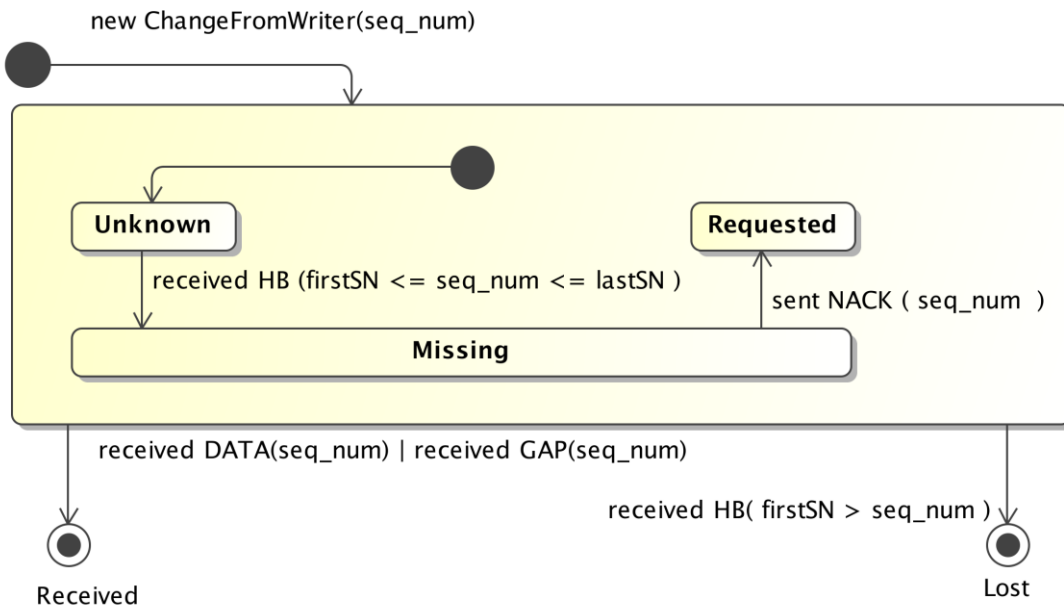 new ChangeFromWriter(seq_num)
Unknown
Requested
received HB (firstSN <= seq_num <= lastSN )
sent NACK ( seq_num  )
Missing
received DATA(seq_num) | received GAP(seq_num)
received HB( firstSN > seq_num )
Received
Lost